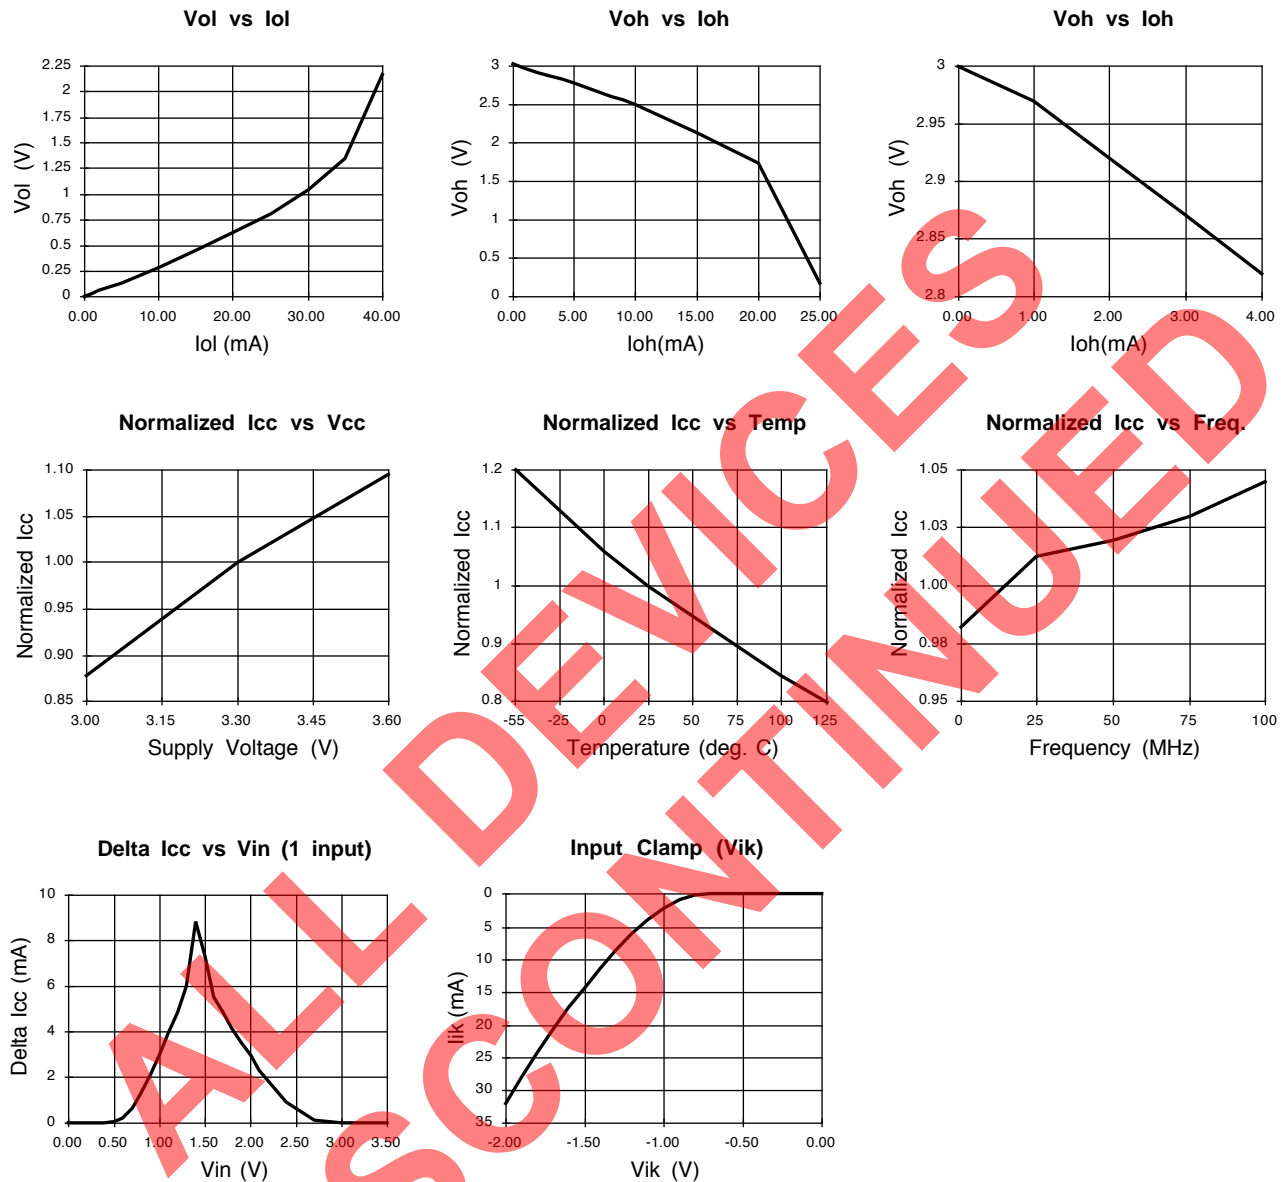 Vol vs Iol
Voh vs Ioh
Voh vs Ioh
2.25
2
1.75
1.5
1.25
1
0.75
0.5
0.25
0
Vol (V)
0.00 10.00 20.00 30.00 40.00
Iol (mA)
3
2.5
2
1.5
1
0.5
0
Voh (V)
0.00 5.00 10.00 15.00 20.00 25.00
Ioh(mA)
3
2.95
2.9
2.85
2.8
Voh (V)
0.00 1.00 2.00 3.00 4.00
Ioh(mA)
Normalized Icc vs Vcc
Normalized Icc vs Temp
Normalized Icc vs Freq.
1.10
1.05
1.00
0.95
0.90
0.85
Normalized Icc
3.00 3.15 3.30 3.45 3.60
Supply Voltage (V)
1.2
1.1
1
0.9
0.8
Normalized Icc
-55 -25 0 25 50 75 100 125
Temperature (deg. C)
1.05
1.03
1.00
0.98
0.95
Normalized Icc
0 25 50 75 100
Frequency (MHz)
Delta Icc vs Vin (1 input)
Input Clamp (Vik)
10
8
6
4
2
0
Delta Icc (mA)
0.00 0.50 1.00 1.50 2.00 2.50 3.00 3.50
Vin (V)
0
5
10
15
20
25
30
35
Iik (mA)
-2.00 -1.50 -1.00 -0.50 0.00
Vik (V)
ALL DEVICES
SCONTINUED